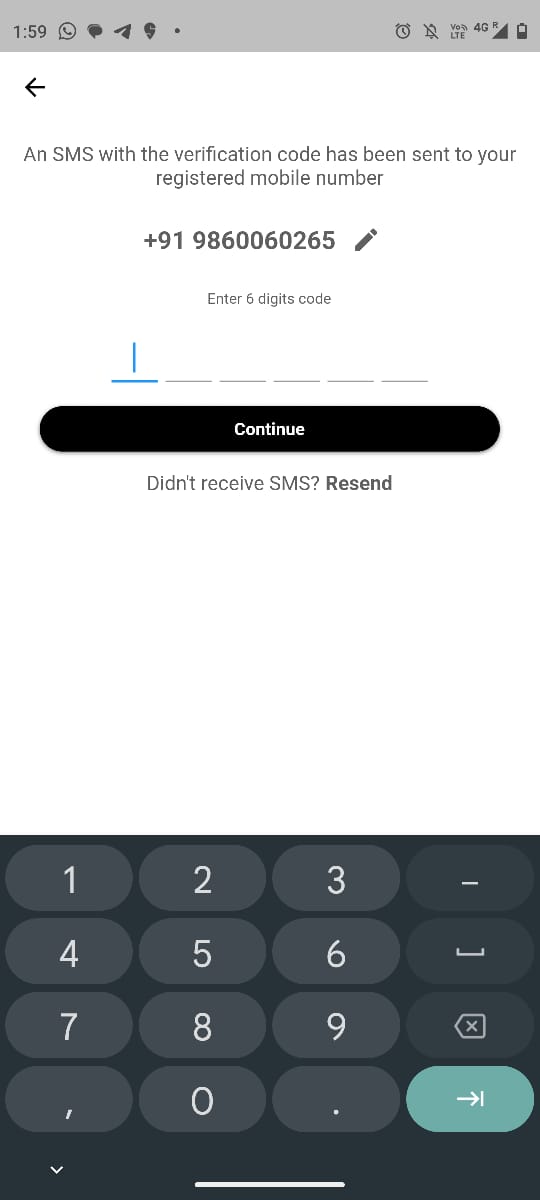 1:59 Vo)) LTE 4G R
An SMS with the verification code has been sent to your
registered mobile number
+91 9860060265
Enter 6 digits code
Continue
Didn't receive SMS? Resend
1 2 3 –
4 5 6
7 8 9
, 0 .